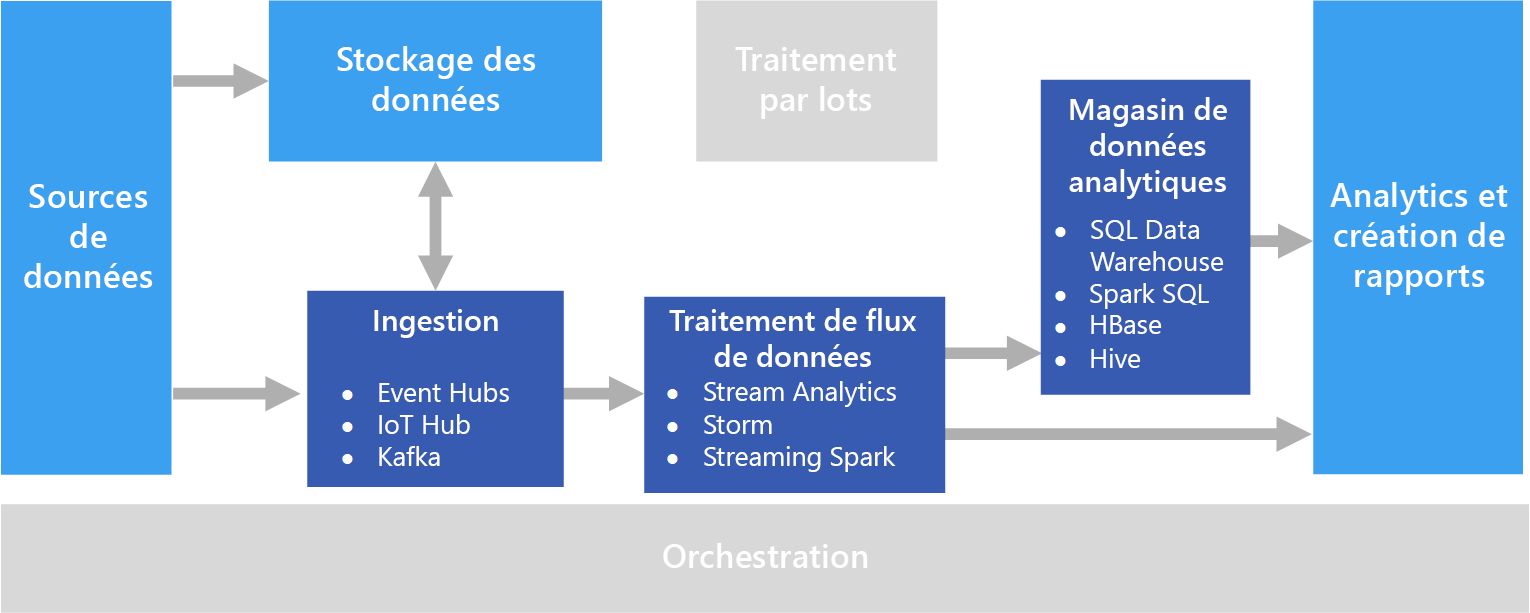 Sources
de
données
Stockage des
données
Traitement
par lots
Ingestion
● Event Hubs
● IoT Hub
● Kafka
Traitement de flux
de données
● Stream Analytics
● Storm
● Streaming Spark
Magasin de
données
analytiques
● SQL Data
Warehouse
● Spark SQL
● HBase
● Hive
Analytics et
création de
rapports
Orchestration